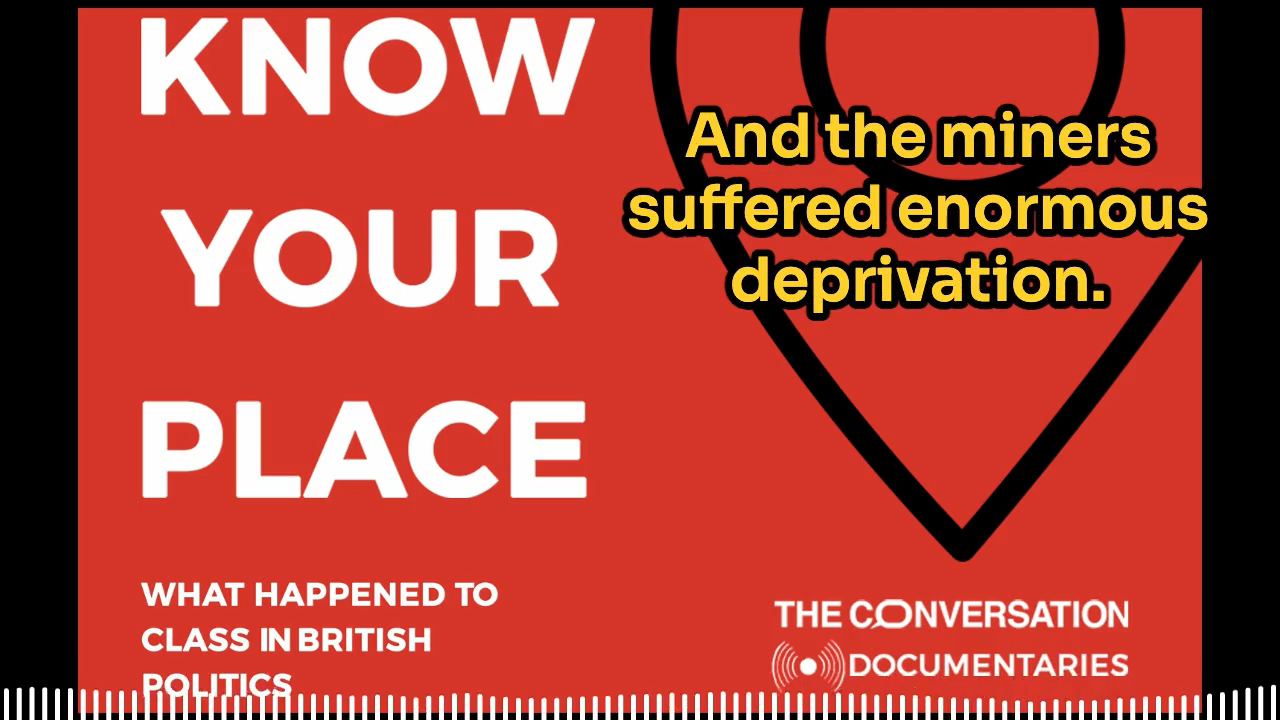 KNOW
YOUR
PLACE
WHAT HAPPENED TO
CLASS IN BRITISH
POLITICS
And the miners
suffered enormous
deprivation.
THE CONVERSATION
DOCUMENTARIES